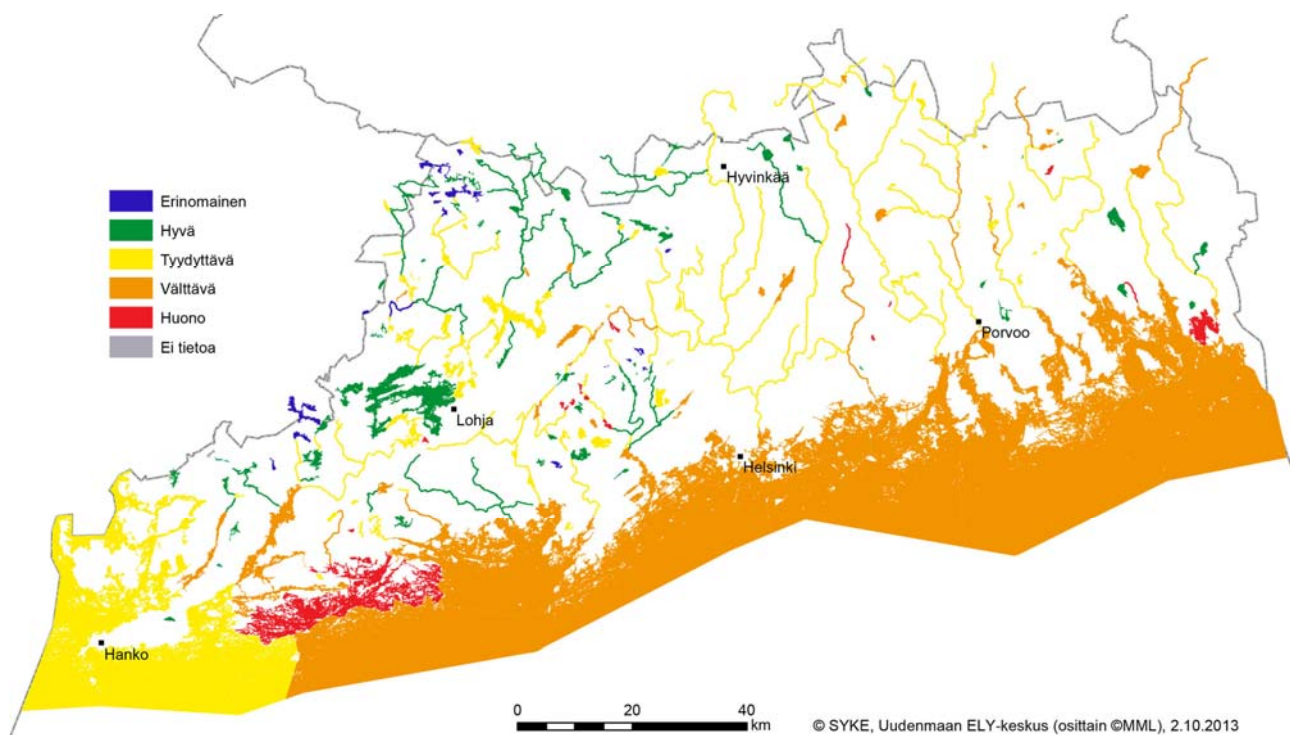 Erinomainen
Hyvä
Tyydyttävä
Välttävä
Huono
Ei tietoa
Hyvinkää
Porvoo
Lohja
Helsinki
Hanko
0 20 40
km
© SYKE, Uudenmaan ELY-keskus (osittain ©MML), 2.10.2013